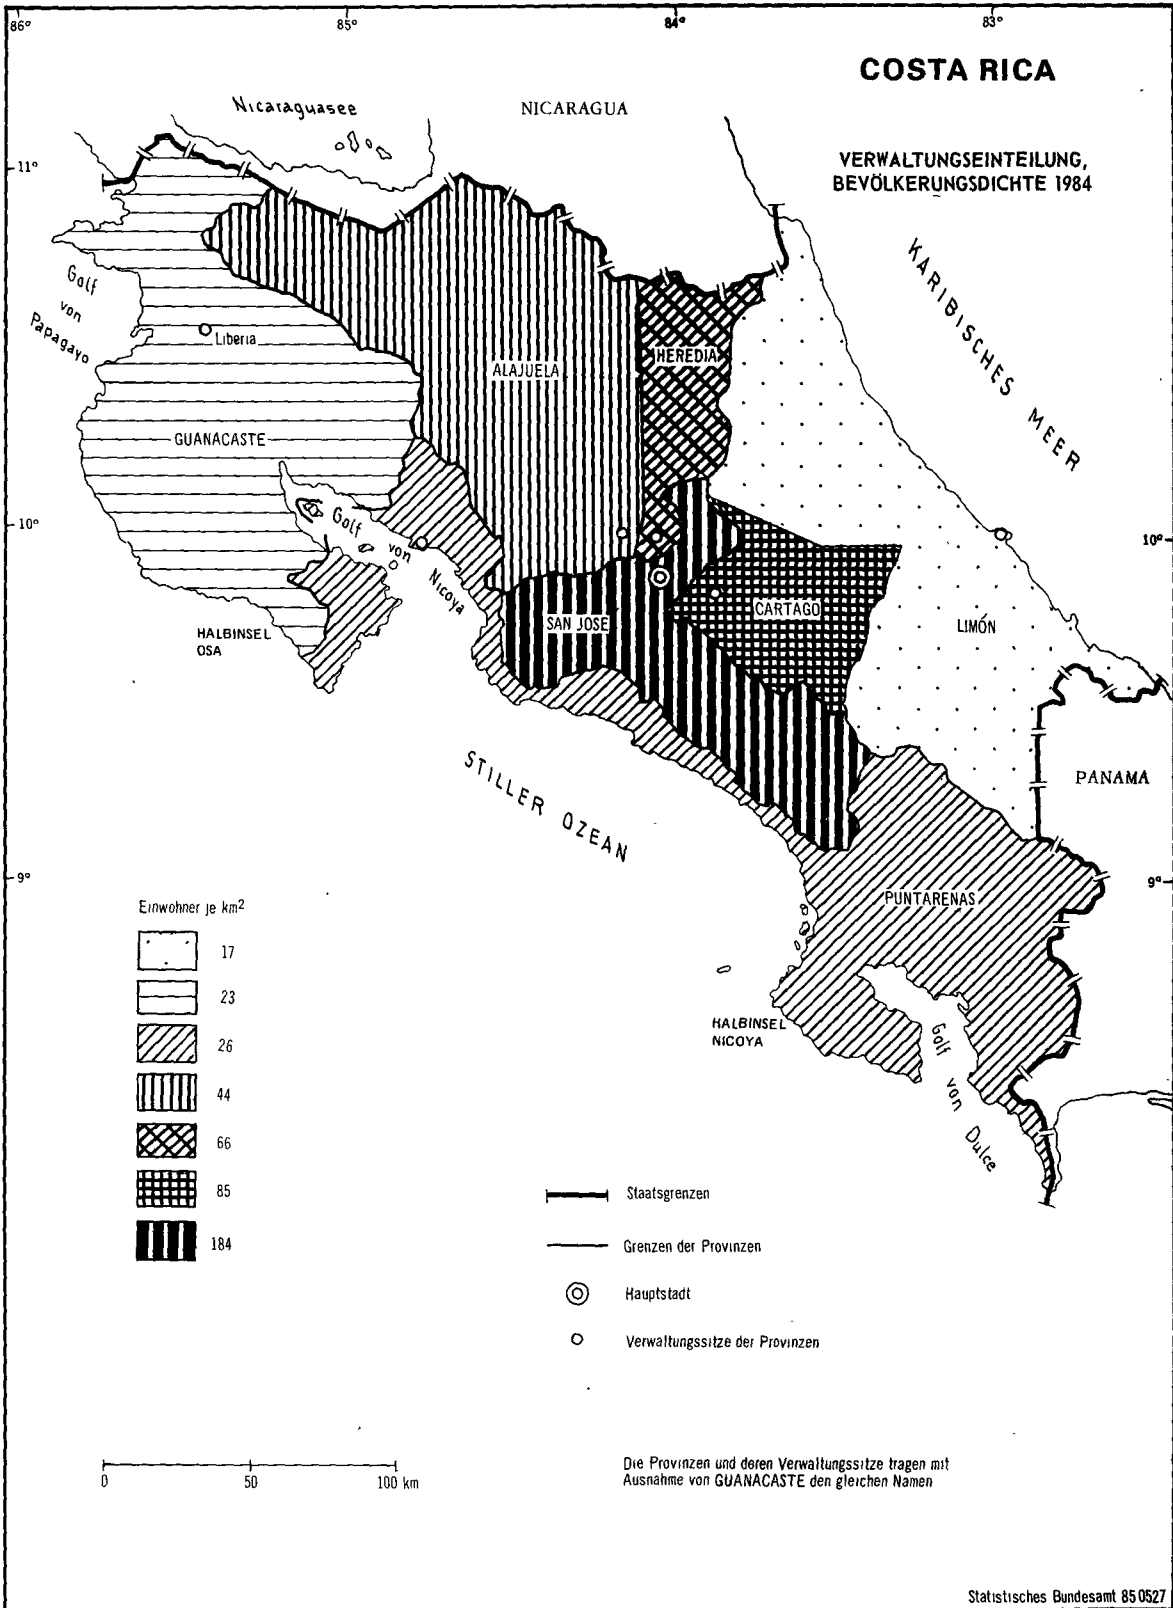 86°
85°
84°
83°
COSTA RICA
Nicaraguasee
NICARAGUA
VERWALTUNGSEINTEILUNG,
BEVÖLKERUNGSDICHTE 1984
11°
KARIBISCHES MEER
Golf
von
Papagayo
Liberia
ALAJUELA
HEREDIA
GUANACASTE
10°
10°
Golf
von
Nicoya
SAN JOSE
CARTAGO
LIMÓN
HALBINSEL
OSA
STILLER OZEAN
PANAMA
9°
9°
PUNTARENAS
HALBINSEL
NICOYA
Golf
von
Dulce
Einwohner je km²
17
23
26
44
66
85
184
Staatsgrenzen
Grenzen der Provinzen
Hauptstadt
Verwaltungssitze der Provinzen
0 50 100 km
Die Provinzen und deren Verwaltungssitze tragen mit
Ausnahme von GUANACASTE den gleichen Namen
Statistisches Bundesamt 85 0527